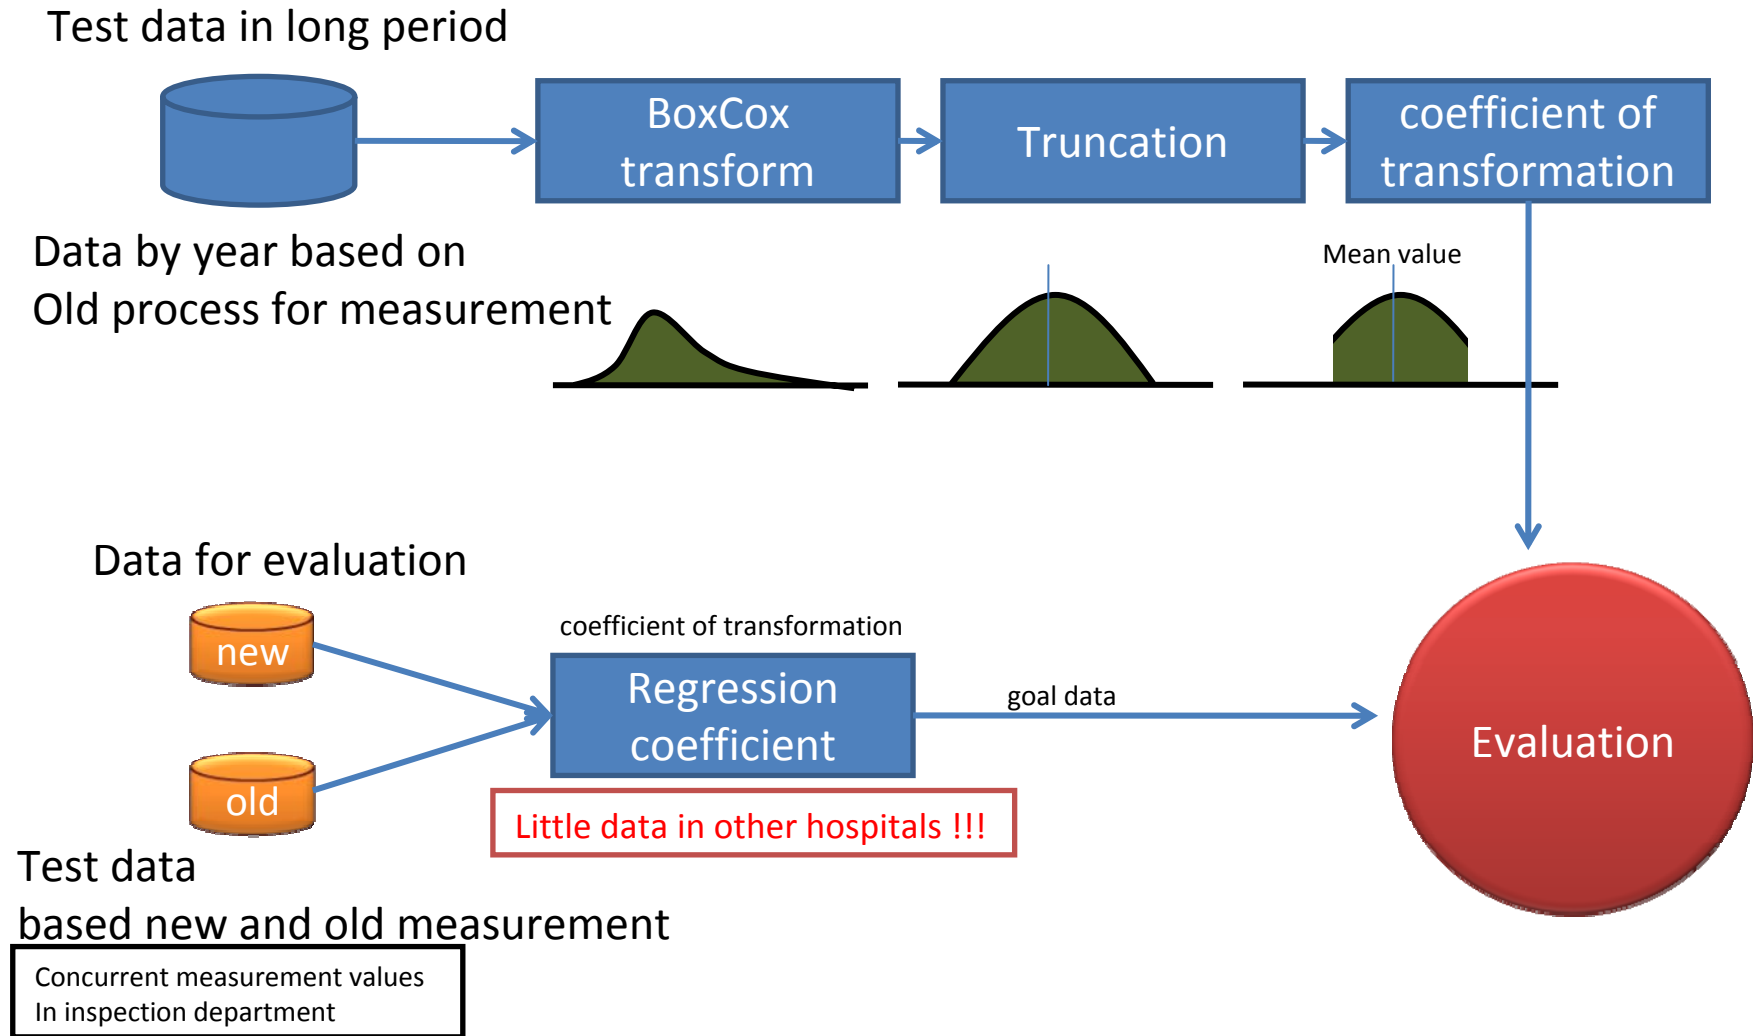 Test data in long period
BoxCox
transform
Truncation
coefficient of
transformation
Data by year based on
Old process for measurement
Mean value
Data for evaluation
new
old
coefficient of transformation
Regression
coefficient
goal data
Evaluation
Little data in other hospitals !!!
Test data
based new and old measurement
Concurrent measurement values
In inspection department